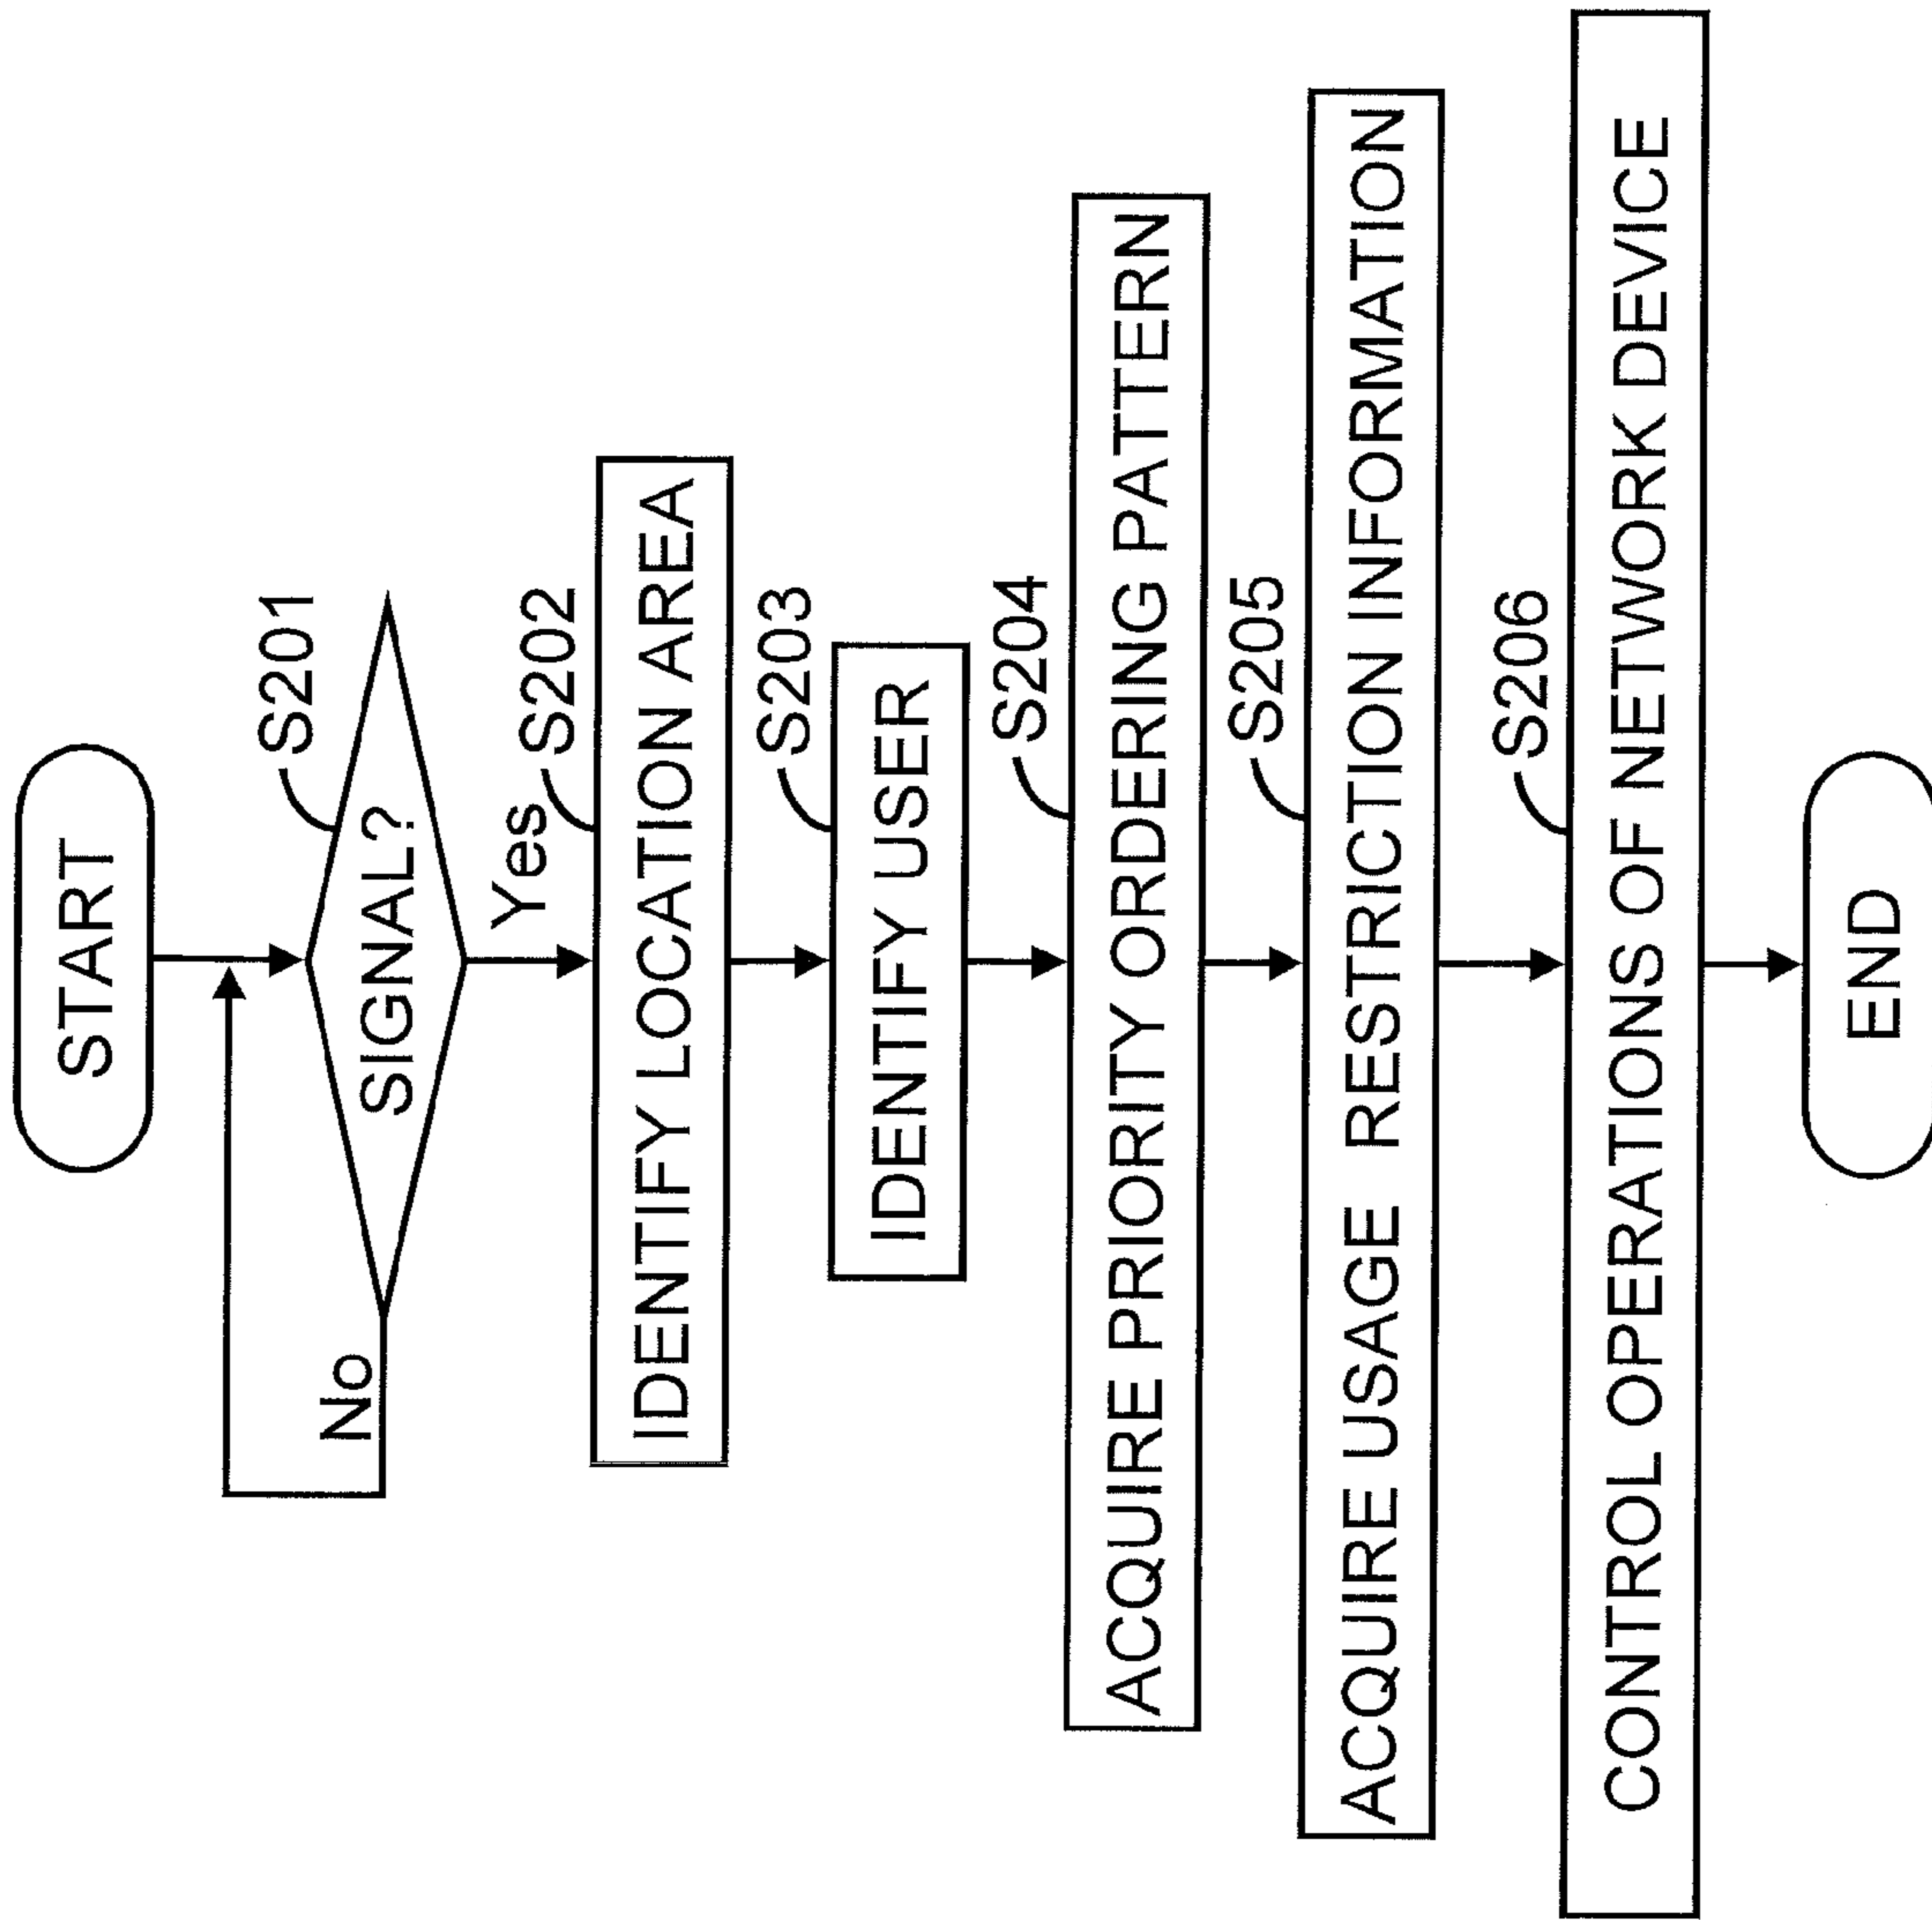 START
S201
SIGNAL?
No
Yes
S202
IDENTIFY LOCATION AREA
S203
IDENTIFY USER
S204
ACQUIRE PRIORITY ORDERING PATTERN
S205
ACQUIRE USAGE RESTRICTION INFORMATION
S206
CONTROL OPERATIONS OF NETWORK DEVICE
END